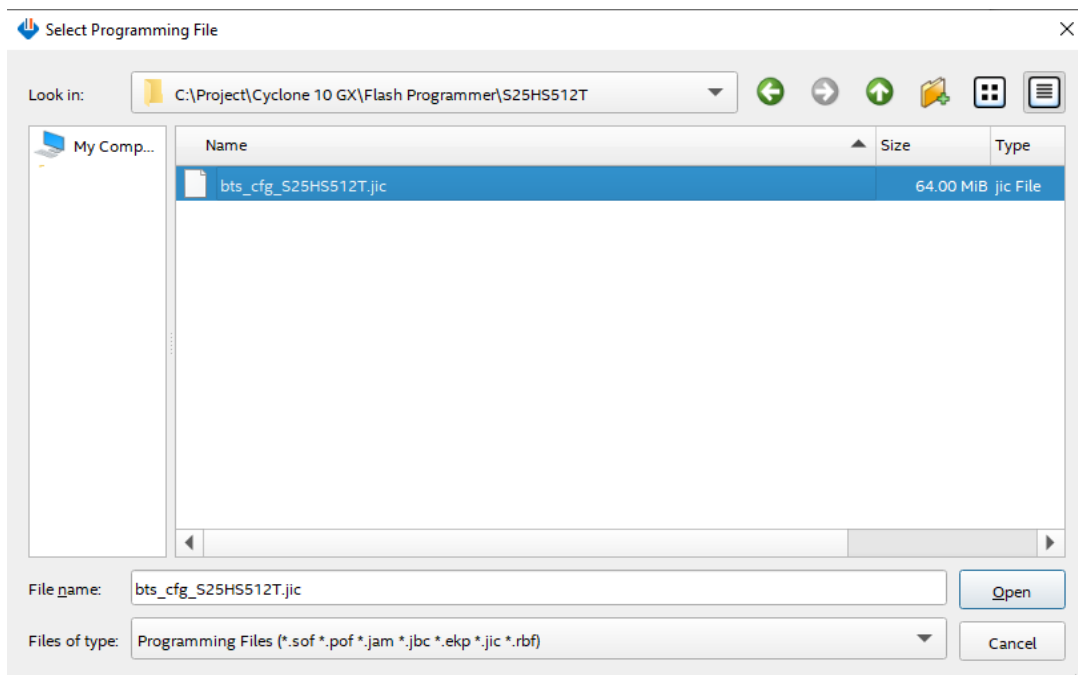 Select Programming File
Look in: C:\Project\Cyclone 10 GX\Flash Programmer\S25HS512T
My Comp...
Name Size Type
bts_cfg_S25HS512T.jic 64.00 MiB jic File
File name: bts_cfg_S25HS512T.jic Open
Files of type: Programming Files (*.sof *.pof *.jam *.jbc *.ekp *.jic *.rbf) Cancel